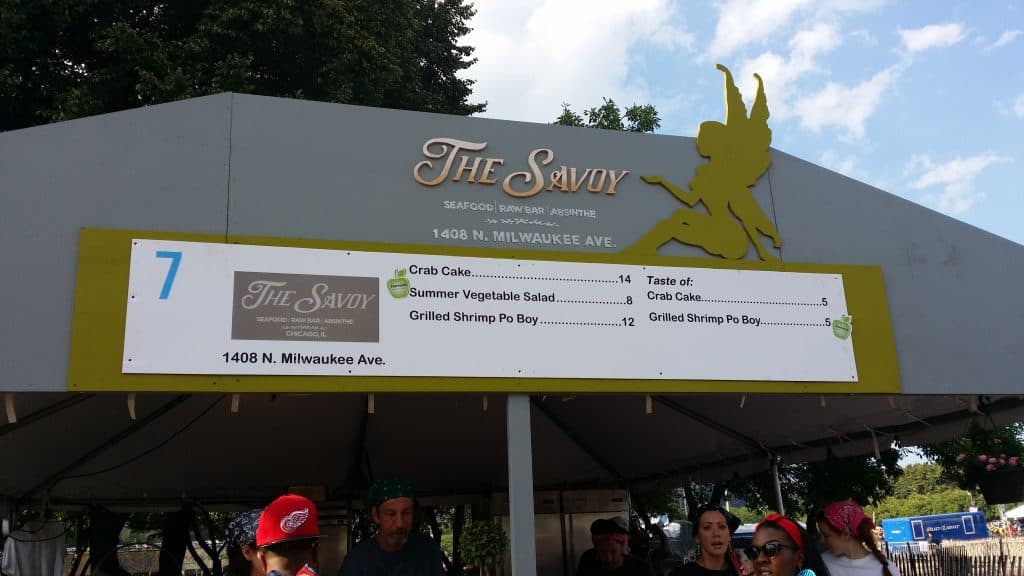 The Savoy
SEAFOOD | RAW BAR | ABSINTHE
1408 N. MILWAUKEE AVE.
7
The Savoy
SEAFOOD | RAW BAR | ABSINTHE
CHICAGO, IL
1408 N. Milwaukee Ave.
Crab Cake...................................14
Summer Vegetable Salad.................8
Grilled Shrimp Po Boy....................12
Taste of:
Crab Cake............................5
Grilled Shrimp Po Boy...............5
BUD LIGHT